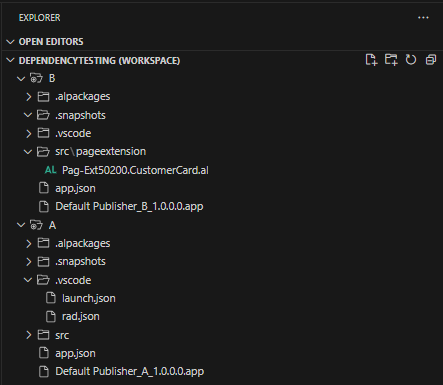 EXPLORER
OPEN EDITORS
DEPENDENCYTESTING (WORKSPACE)
B
.alpackages
.snapshots
.vscode
src\pageextension
AL Pag-Ext50200.CustomerCard.al
app.json
Default Publisher_B_1.0.0.0.app
A
.alpackages
.snapshots
.vscode
launch.json
rad.json
src
app.json
Default Publisher_A_1.0.0.0.app